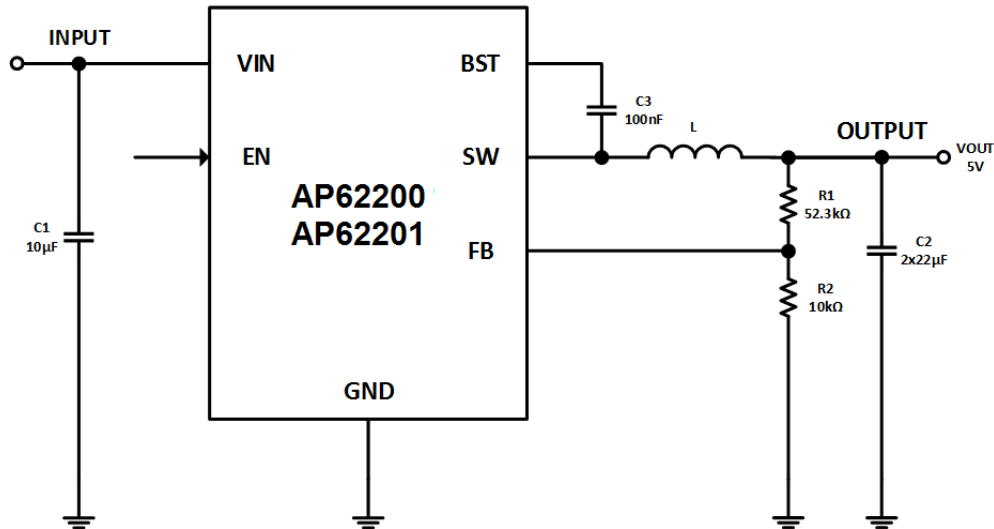 INPUT
VIN
BST
C3
100nF
L
OUTPUT
VOUT
5V
EN
SW
AP62200
AP62201
R1
52.3kΩ
C1
10µF
FB
C2
2x22µF
R2
10kΩ
GND